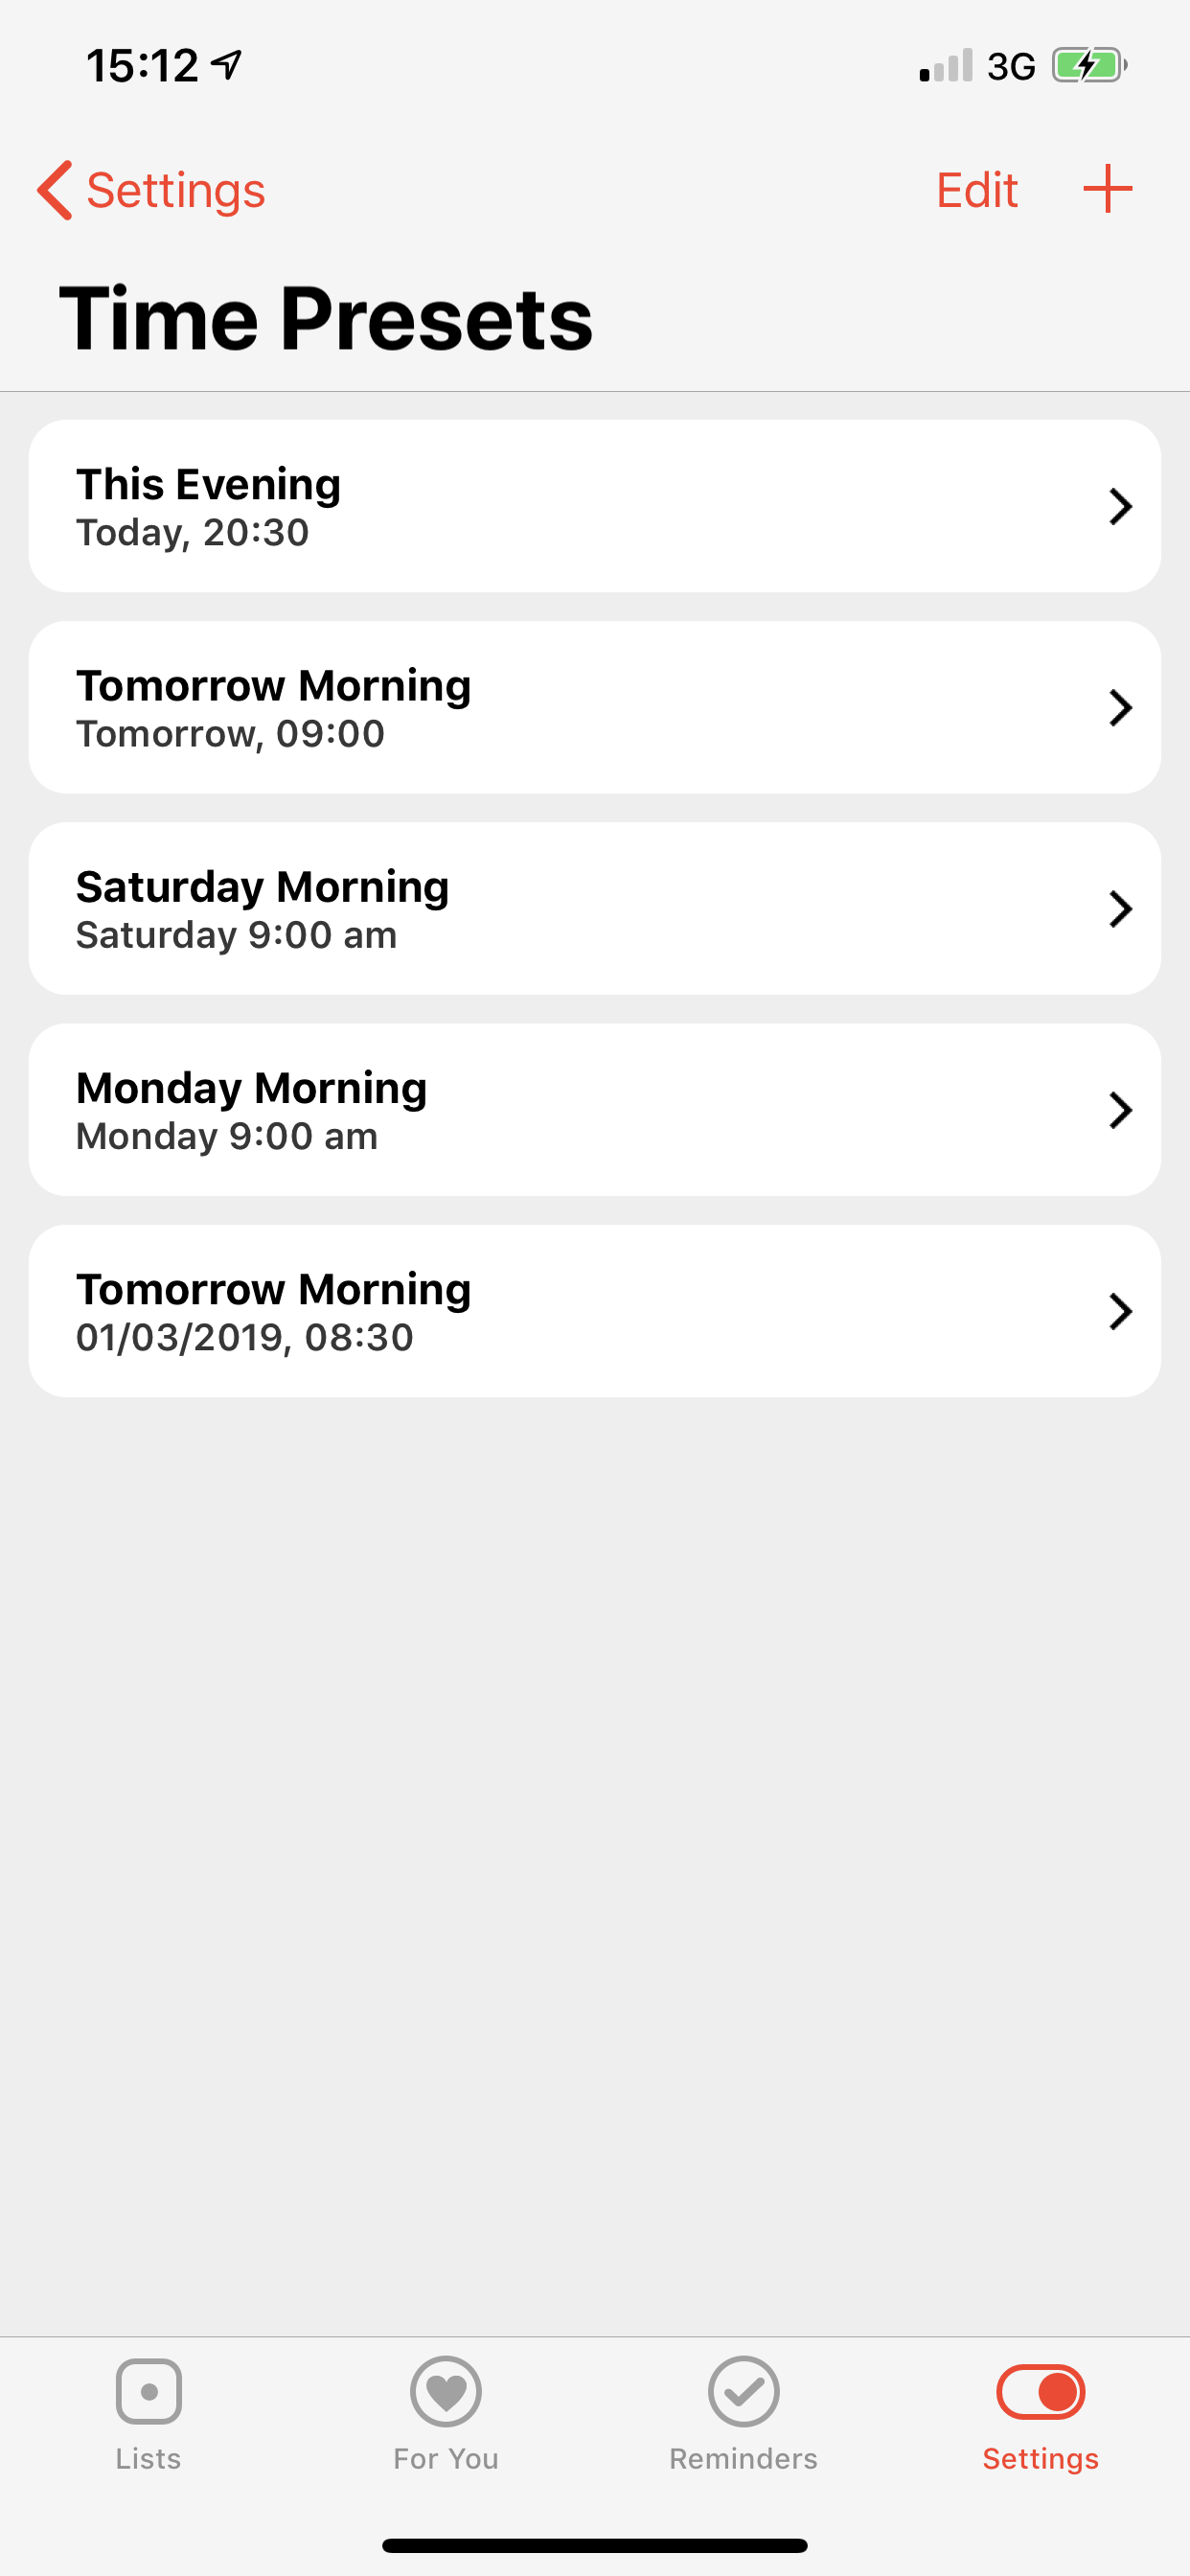 15:12
3G
Settings
Edit
Time Presets
This Evening
Today, 20:30
Tomorrow Morning
Tomorrow, 09:00
Saturday Morning
Saturday 9:00 am
Monday Morning
Monday 9:00 am
Tomorrow Morning
01/03/2019, 08:30
Lists
For You
Reminders
Settings